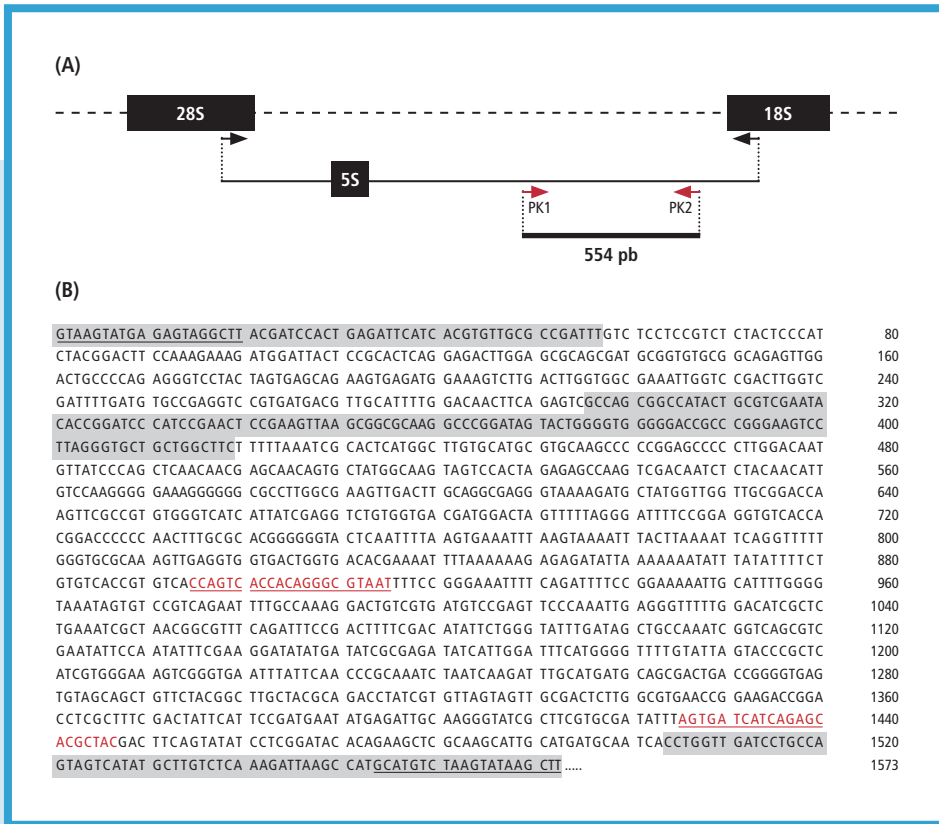 (A)
28S 18S
5S
PK1 PK2
554 pb
(B)
GTAAGTATGA GAGTAGGCTT ACGATCCACT GAGATTCATC ACGTGTTGCG CCGATTTGTC TCTCCGTCT CTACTCCCAT 80
CTACGGACTT CCAAAGAAAG ATGGATTACT CCGCACTCAG GAGACTTGGA GCGCAGCGAT GCGGTGTGCG GCAGAGTTGG 160
ACTGCCCCAG AGGGTCCTAC TAGTGAGCAG AAGTGAGATG GAAAGTCTTG ACTTGGTGGC GAAATTGGTC CGACTTGGTC 240
GATTTTGATG TGCCGAGGTC CGTGATGACG TTGCATTTTG GACAACTTCA GAGTCGCCAG CGGCCATACT GCGTCGAATA 320
CACCGGATCC CATCCGAACT CCGAAGTTAA GCGGCGCAAG GCCCGGATAG TACTGGGGTG GGGGACCGCC CGGGAAGTCC 400
TTAGGGTGCT GCTGGCTTCT TTTTAAATCG CACTCATGGC TTGTGCATGC GTGCAAGCCC CCGGAGCCCC CTTGGACAAT 480
GTTATCCCAG CTCAACAACG AGCAACAGTG CTATGGCAAG TAGTCCACTA GAGAGCCAAG TCGACAATCT CTACAACATT 560
GTCCAAGGGG GAAAGGGGGG CGCCTTGGCG AAGTTGACTT GCAGGCGAGG GTAAAAGATG CTATGGTTGG TTGCGGACCA 640
AGTTCGCCGT GTGGGTCATC ATTATCGAGG TCTGTGGTGA CGATGGACTA GTTTTTAGGG ATTTTCCGGA GGTGTCACCA 720
CGGACCCCCC AACTTTGCGC ACGGGGGGTA CTCAATTTTA AGTGAAATTT AAGTAAAATT TACTTAAAAT TCAGGTTTTT 800
GGGTGCGCAA AGTTGAGGTG GTGACTGGTG ACACGAAAAT TTAAAAAAG AGAGATATTA AAAAAATATT TATATTTTCT 880
GTGTCACCGT GTCACCAGTC ACCACAGGGC GTAATTTTCC GGGAAATTTT CAGATTTTCC GGAAAAATTG CATTTTGGGG 960
TAAATAGTGT CCGTCAGAAT TTTGCCAAAG GACTGTCGTG ATGTCCGAGT TCCCAAATTG AGGGTTTTTG GACATCGCTC 1040
TGAAATCGCT AACGGCGTTT CAGATTTCCG ACTTTTCGAC ATATTCTGGG TATTTGATAG CTGCCAAATC GGTCAGCGTC 1120
GAATATTCCA ATATTTCGAA GGATATATGA TATCGCGAGA TATCATTGGA TTTCATGGGG TTTTGTATTA GTACCCGCTC 1200
ATCGTGGGAA AGTCGGGTGA AATTTATTCAAC CCGCAAATC TAATCAAGAT TTGCATGATG CAGCGACTGA CCGGGGTGAG 1280
TGTAGCAGCT GTTCTACGGC TTGCTACGCA GACCTATCGT GTTAGTAGTT GCGACTCTTG GCGTGAACCG GAAGACCGGA 1360
CCTCGCTTTC GACTATTCAT TCCGATGAAT ATGAGATTGC AAGGGTATCG CTTCGTGCGA TATTTAGTGA TCATCAGAGC 1440
ACGCTACGAC TTCAGTATAT CCTCGGATAC ACAGAAGCTC GCAAGCATTG CATGATGCAA TCACCTGGTT GATCCTGCCA 1520
GTAGTCATAT GCTTGTCTCA AAGATTAAGC CATGCATGTC TAAGTATAAG CTT ..... 1573